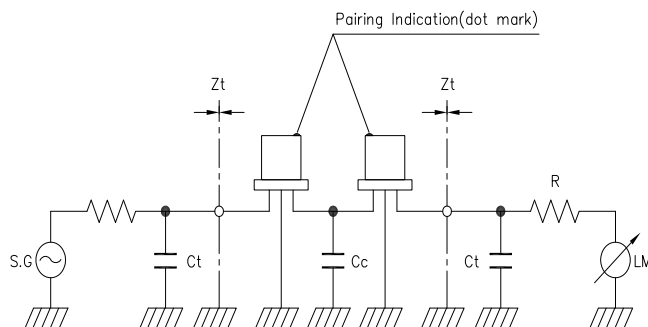 Pairing Indication(dot mark)
Zt
Zt
R
S.G
Ct
Cc
Ct
LM